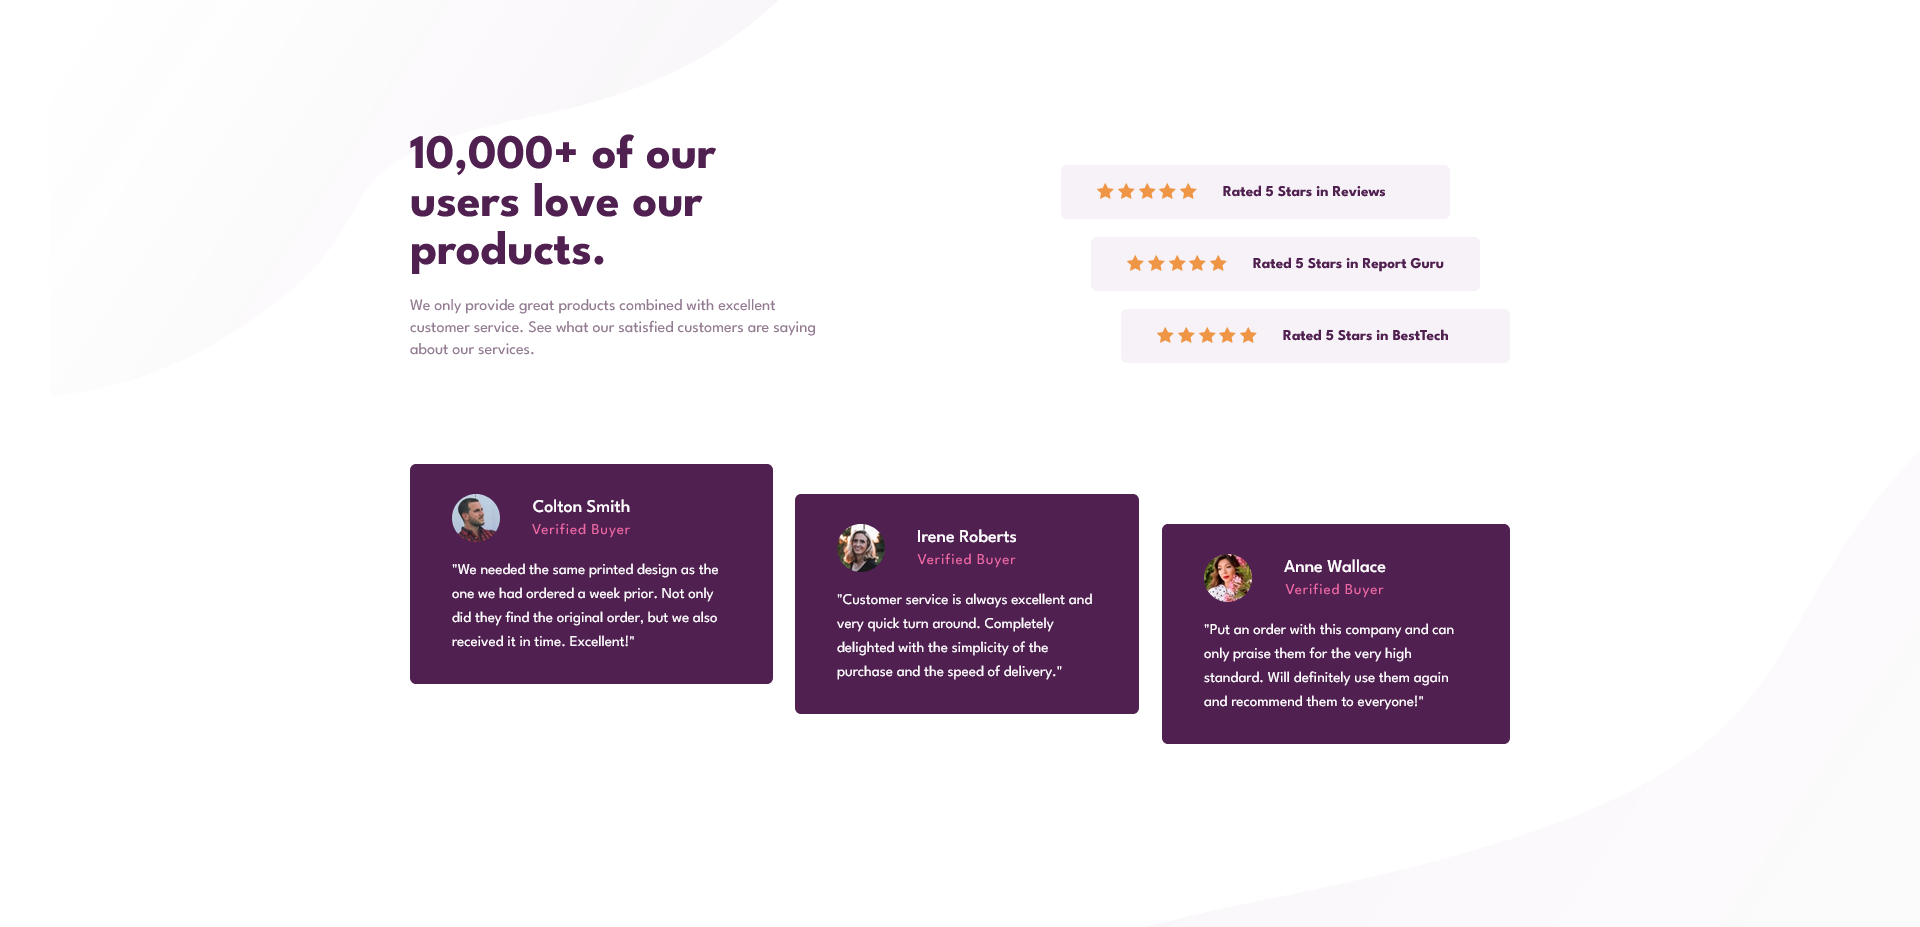 10,000+ of our
users love our
products.
We only provide great products combined with excellent
customer service. See what our satisfied customers are saying
about our services.
Rated 5 Stars in Reviews
Rated 5 Stars in Report Guru
Rated 5 Stars in BestTech
Colton Smith
Verified Buyer
"We needed the same printed design as the
one we had ordered a week prior. Not only
did they find the original order, but we also
received it in time. Excellent!"
Irene Roberts
Verified Buyer
"Customer service is always excellent and
very quick turn around. Completely
delighted with the simplicity of the
purchase and the speed of delivery."
Anne Wallace
Verified Buyer
"Put an order with this company and can
only praise them for the very high
standard. Will definitely use them again
and recommend them to everyone!"